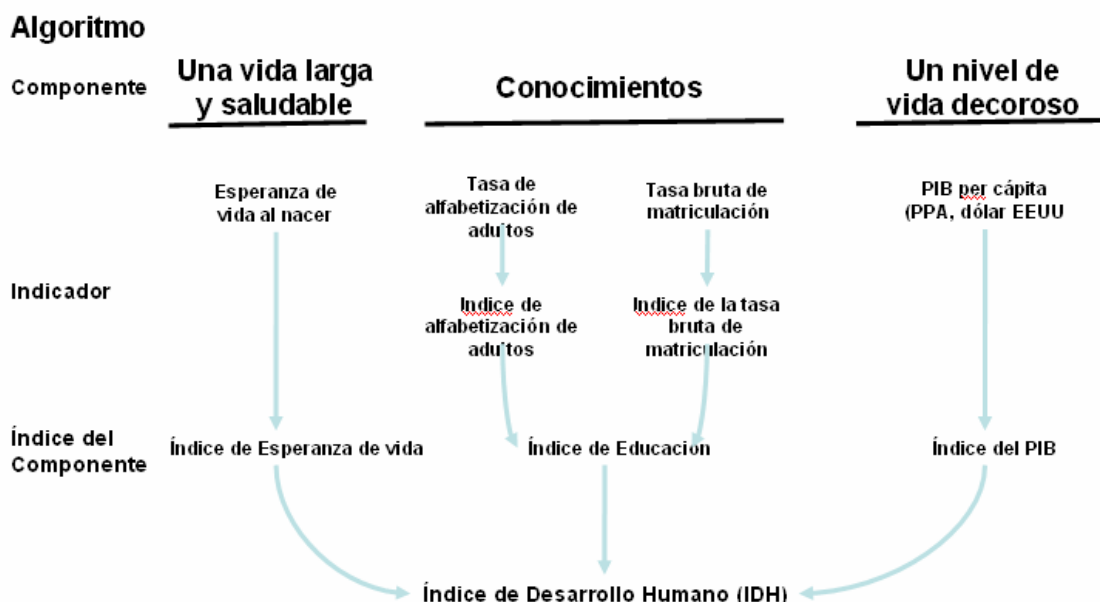 Algoritmo
Componente
Una vida larga
y saludable
Conocimientos
Un nivel de
vida decoroso
Esperanza de
vida al nacer
Tasa de
alfabetización de
adutos
Tasa bruta de
matriculación
PIB per cápita
(PPA, dólar EEUU
Indicador
Indice de
alfabetización de
adutos
Indice de la tasa
bruta de
matriculación
Índice del
Componente
Índice de Esperanza de vida
Índice de Educación
Índice del PIB
Índice de Desarrollo Humano (IDH)